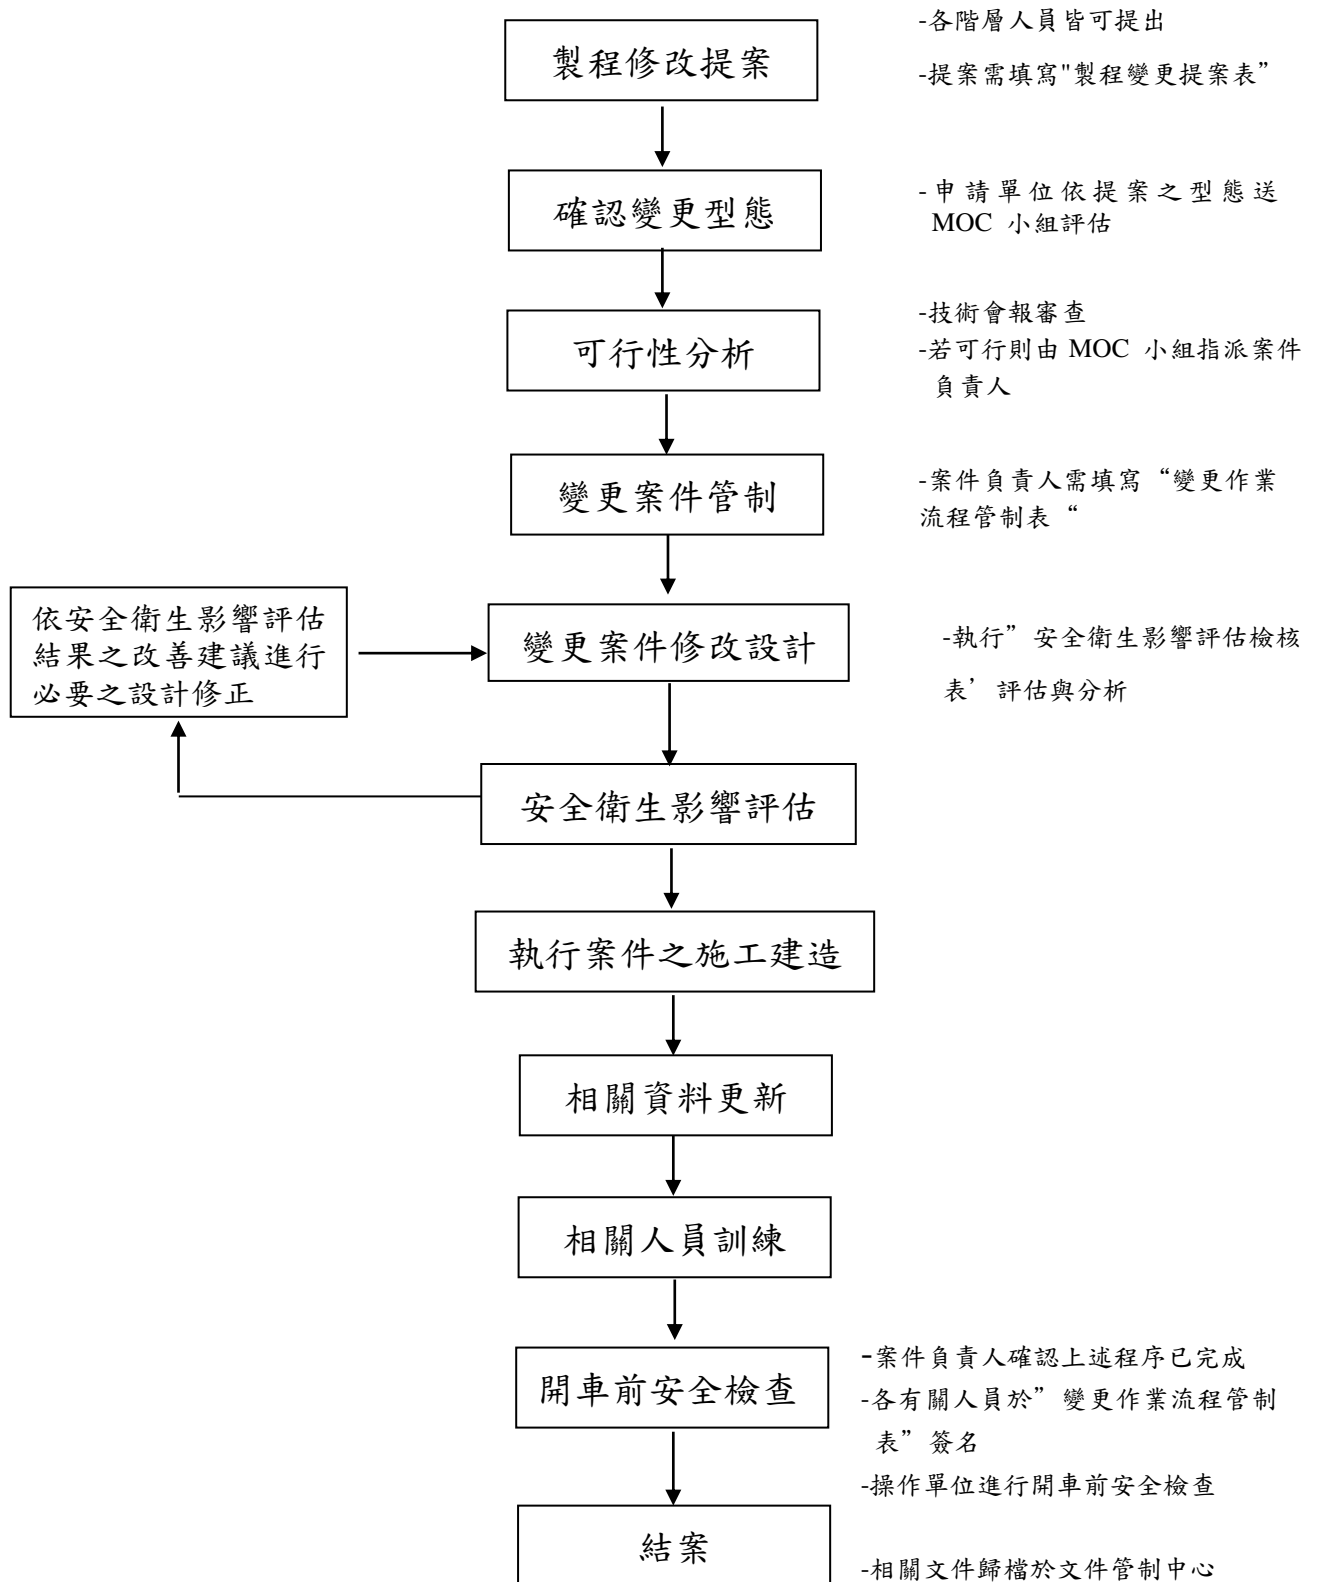 製程修改提案
-各階層人員皆可提出
-提案需填寫"製程變更提案表”
確認變更型態
-申請單位依提案之型態送
MOC 小組評估
可行性分析
-技術會報審查
-若可行則由 MOC 小組指派案件
負責人
變更案件管制
-案件負責人需填寫“變更作業
流程管制表“
依安全衛生影響評估
結果之改善建議進行
必要之設計修正
變更案件修改設計
-執行”安全衛生影響評估檢核
表’評估與分析
安全衛生影響評估
執行案件之施工建造
相關資料更新
相關人員訓練
開車前安全檢查
-案件負責人確認上述程序已完成
-各有關人員於”變更作業流程管制
表”簽名
-操作單位進行開車前安全檢查
結案
-相關文件歸檔於文件管制中心